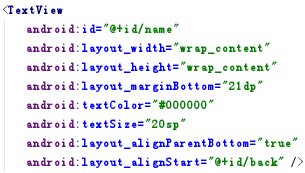 <TextView
android:id="@+id/name"
android:layout_width="wrap_content"
android:layout_height="wrap_content"
android:layout_marginBottom="21dp"
android:textColor="#000000"
android:textSize="20sp"
android:layout_alignParentBottom="true"
android:layout_alignStart="@+id/back" />